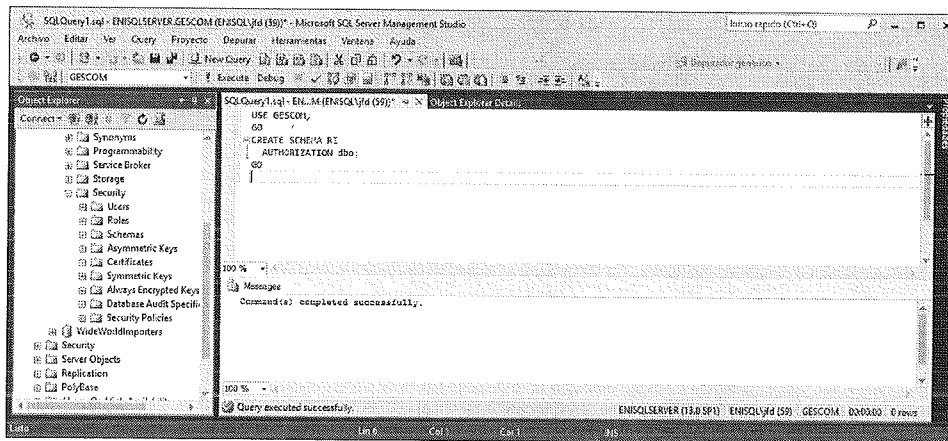 SQLQuery1.sql - ENISQLSERVER.GESCOM (ENISQL\jfd (59))* - Microsoft SQL Server Management Studio
Inicio rápido (Ctrl+Q)
Archivo Editar Ver Query Proyecto Depurar Herramientas Ventana Ayuda
New Query
GESCOM
Execute Debug
Object Explorer
Connect
Synonyms
Programmability
Service Broker
Storage
Security
Users
Roles
Schemas
Asymmetric Keys
Certificates
Symmetric Keys
Always Encrypted Keys
Database Audit Specifi
Security Policies
WideWorldImporters
Security
Server Objects
Replication
PolyBase
SQLQuery1.sql - EN...M (ENISQL\jfd (59))*
Object Explorer Details
USE GESCOM;
GO
CREATE SCHEMA RI
AUTHORIZATION dbo;
GO
100 %
Messages
Command(s) completed successfully.
100 %
Query executed successfully.
ENISQLSERVER (13.0 SP1) ENISQL\jfd (59) GESCOM 00:00:00 0 rows
Listo
Lín 6
Col 1
Car 1
INS